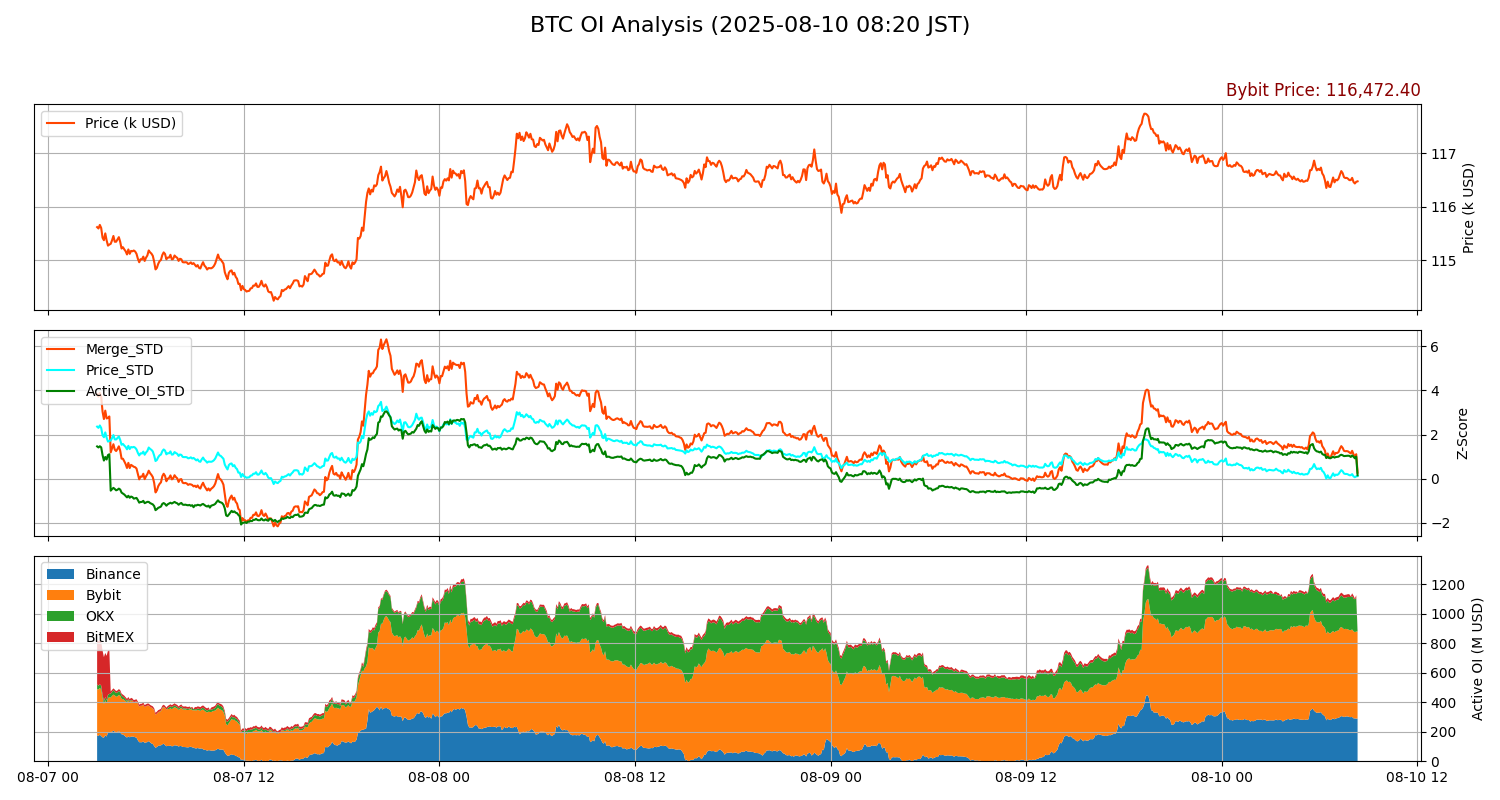 BTC OI Analysis (2025-08-10 08:20 JST)
Bybit Price: 116,472.40
Price (k USD)
117
116
115
Price (k USD)
Merge_STD
Price_STD
Active_OI_STD
6
4
2
0
−2
Z-Score
Binance
Bybit
OKX
BitMEX
1200
1000
800
600
400
200
0
Active OI (M USD)
08-07 00
08-07 12
08-08 00
08-08 12
08-09 00
08-09 12
08-10 00
08-10 12